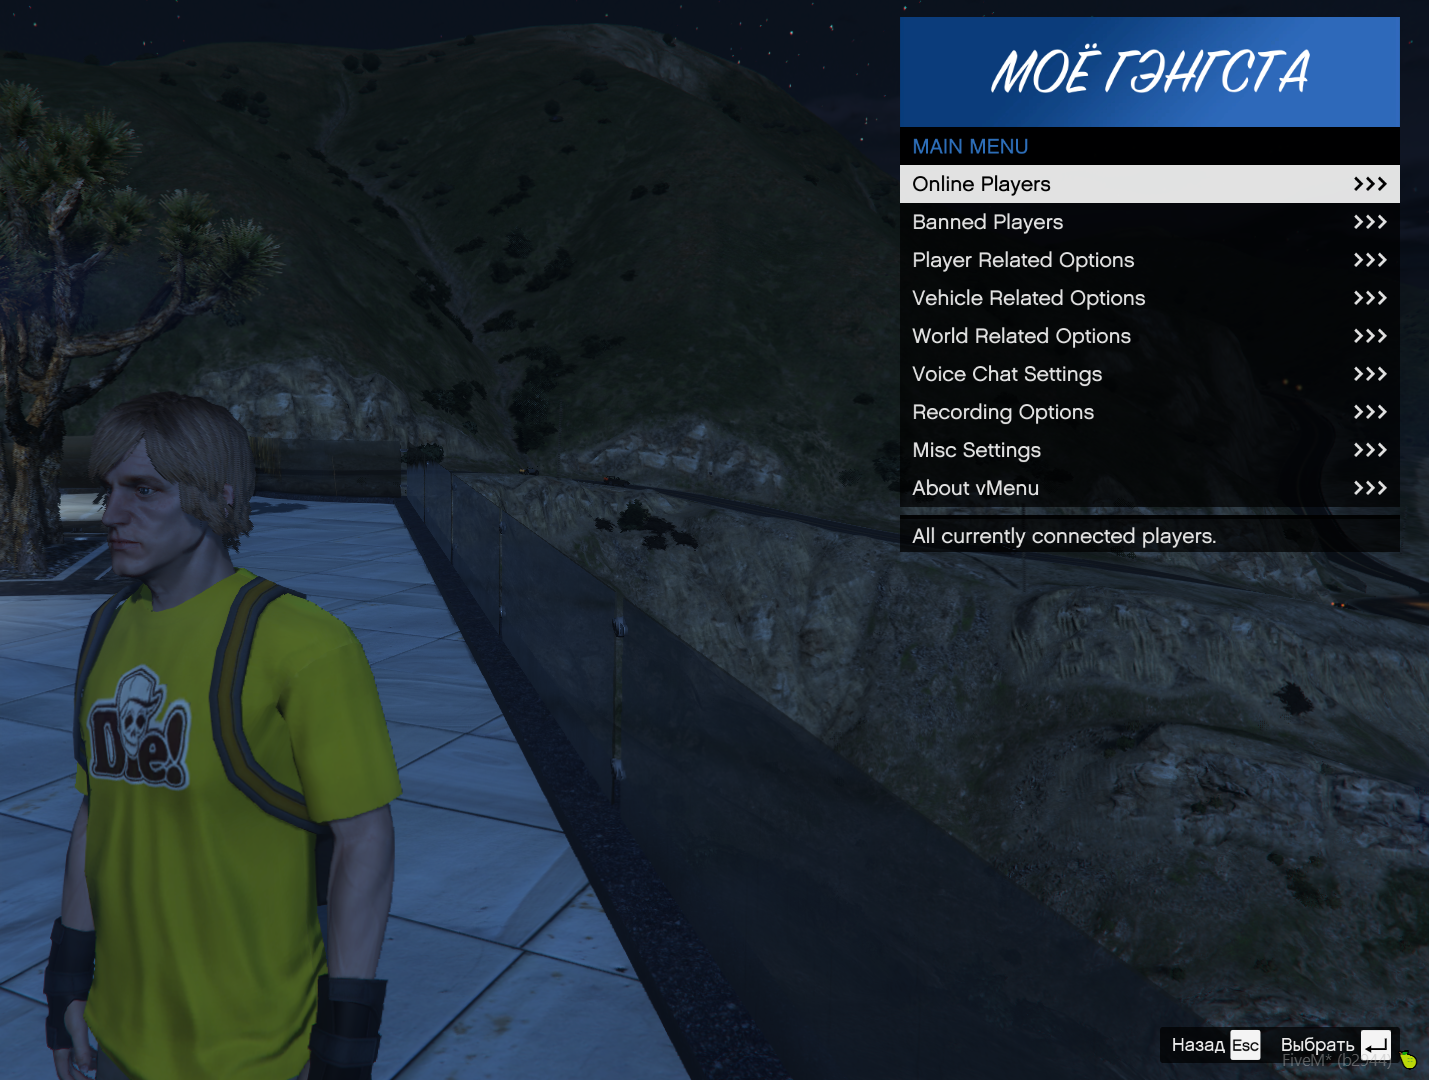 МОЁ ГЭНГСТА
MAIN MENU
Online Players >>>
Banned Players >>>
Player Related Options >>>
Vehicle Related Options >>>
World Related Options >>>
Voice Chat Settings >>>
Recording Options >>>
Misc Settings >>>
About vMenu >>>
All currently connected players.
Die!
Назад Esc Выбрать
FiveM* (b2944)